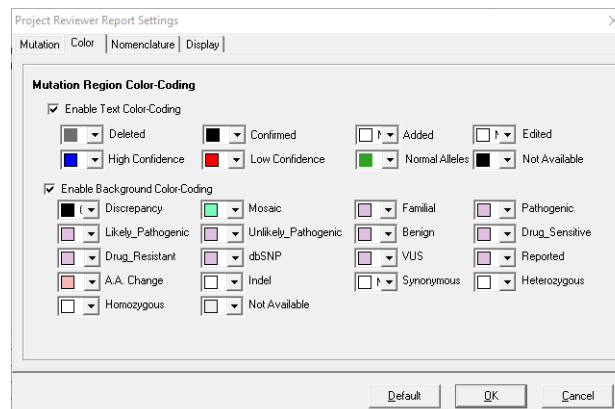 Project Reviewer Report Settings
Mutation Color Nomenclature Display
Mutation Region Color-Coding
Enable Text Color-Coding
Deleted Confirmed Added Edited
High Confidence Low Confidence Normal Alleles Not Available
Enable Background Color-Coding
Discrepancy Mosaic Familial Pathogenic
Likely_Pathogenic Unlikely_Pathogenic Benign Drug_Sensitive
Drug_Resistant dbSNP VUS Reported
A.A. Change Indel Synonymous Heterozygous
Homozygous Not Available
Default OK Cancel